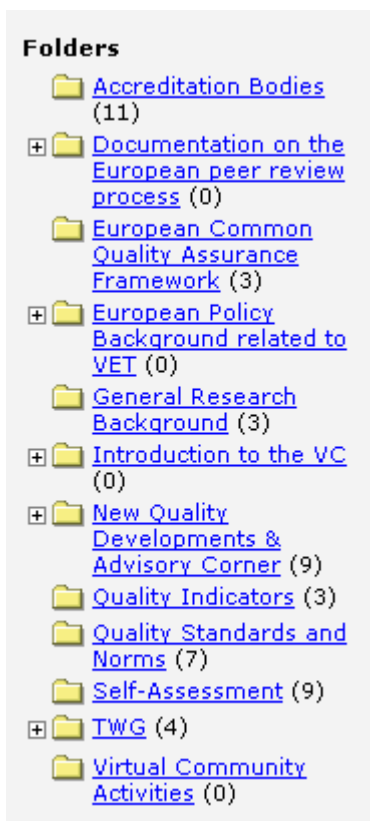 Folders
Accreditation Bodies
(11)
Documentation on the
European peer review
process (0)
European Common
Quality Assurance
Framework (3)
European Policy
Background related to
VET (0)
General Research
Background (3)
Introduction to the VC
(0)
New Quality
Developments &
Advisory Corner (9)
Quality Indicators (3)
Quality Standards and
Norms (7)
Self-Assessment (9)
TWG (4)
Virtual Community
Activities (0)